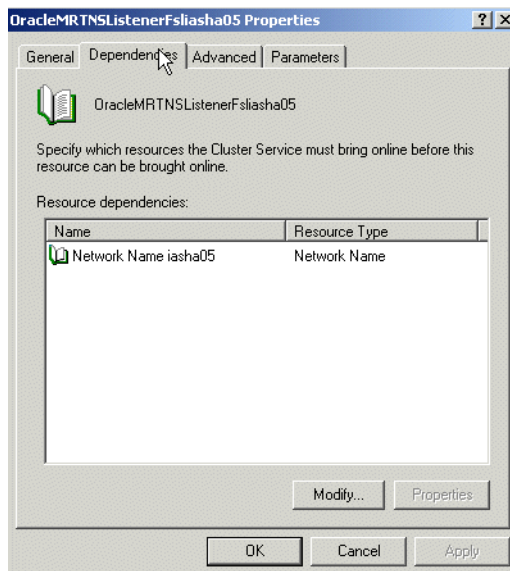 OracleMRTNSListenerFsliasha05 Properties
General Dependencies Advanced Parameters
OracleMRTNSListenerFsliasha05
Specify which resources the Cluster Service must bring online before this
resource can be brought online.
Resource dependencies:
Name Resource Type
Network Name iasha05 Network Name
Modify... Properties
OK Cancel Apply